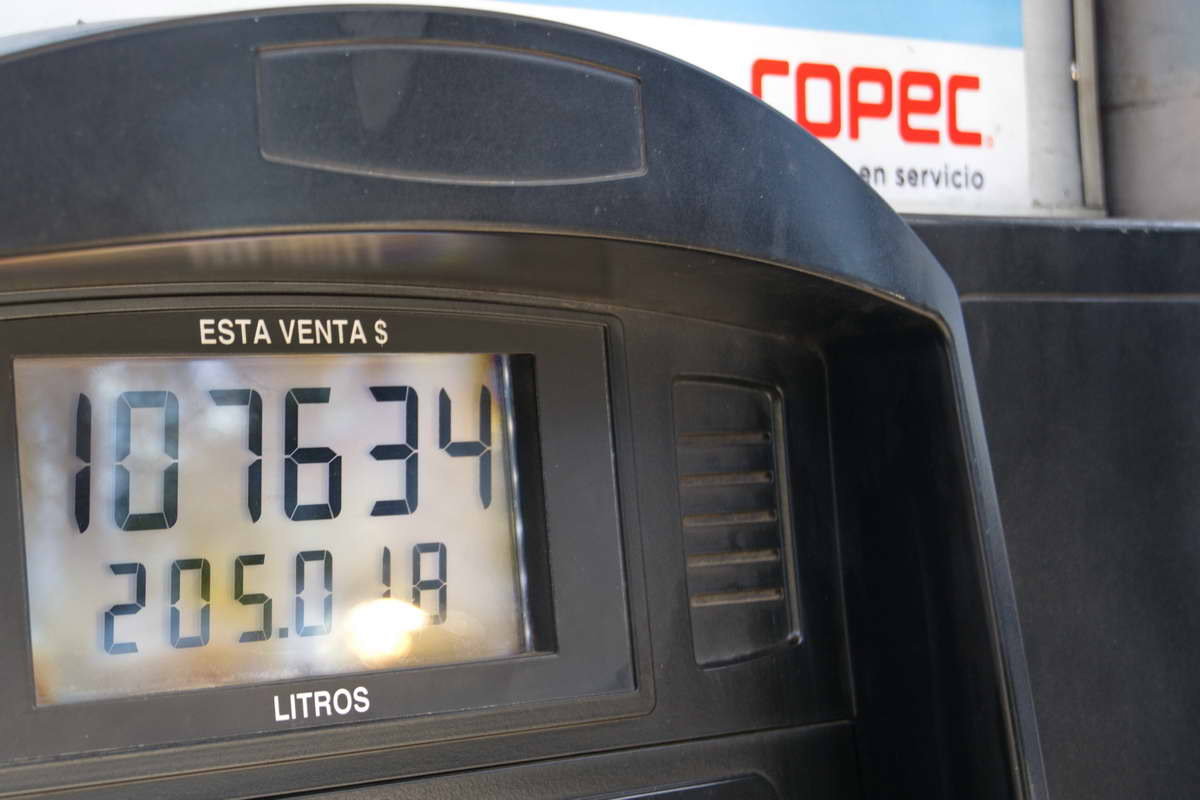 copec
en servicio
ESTA VENTA $
107634
205.018
LITROS